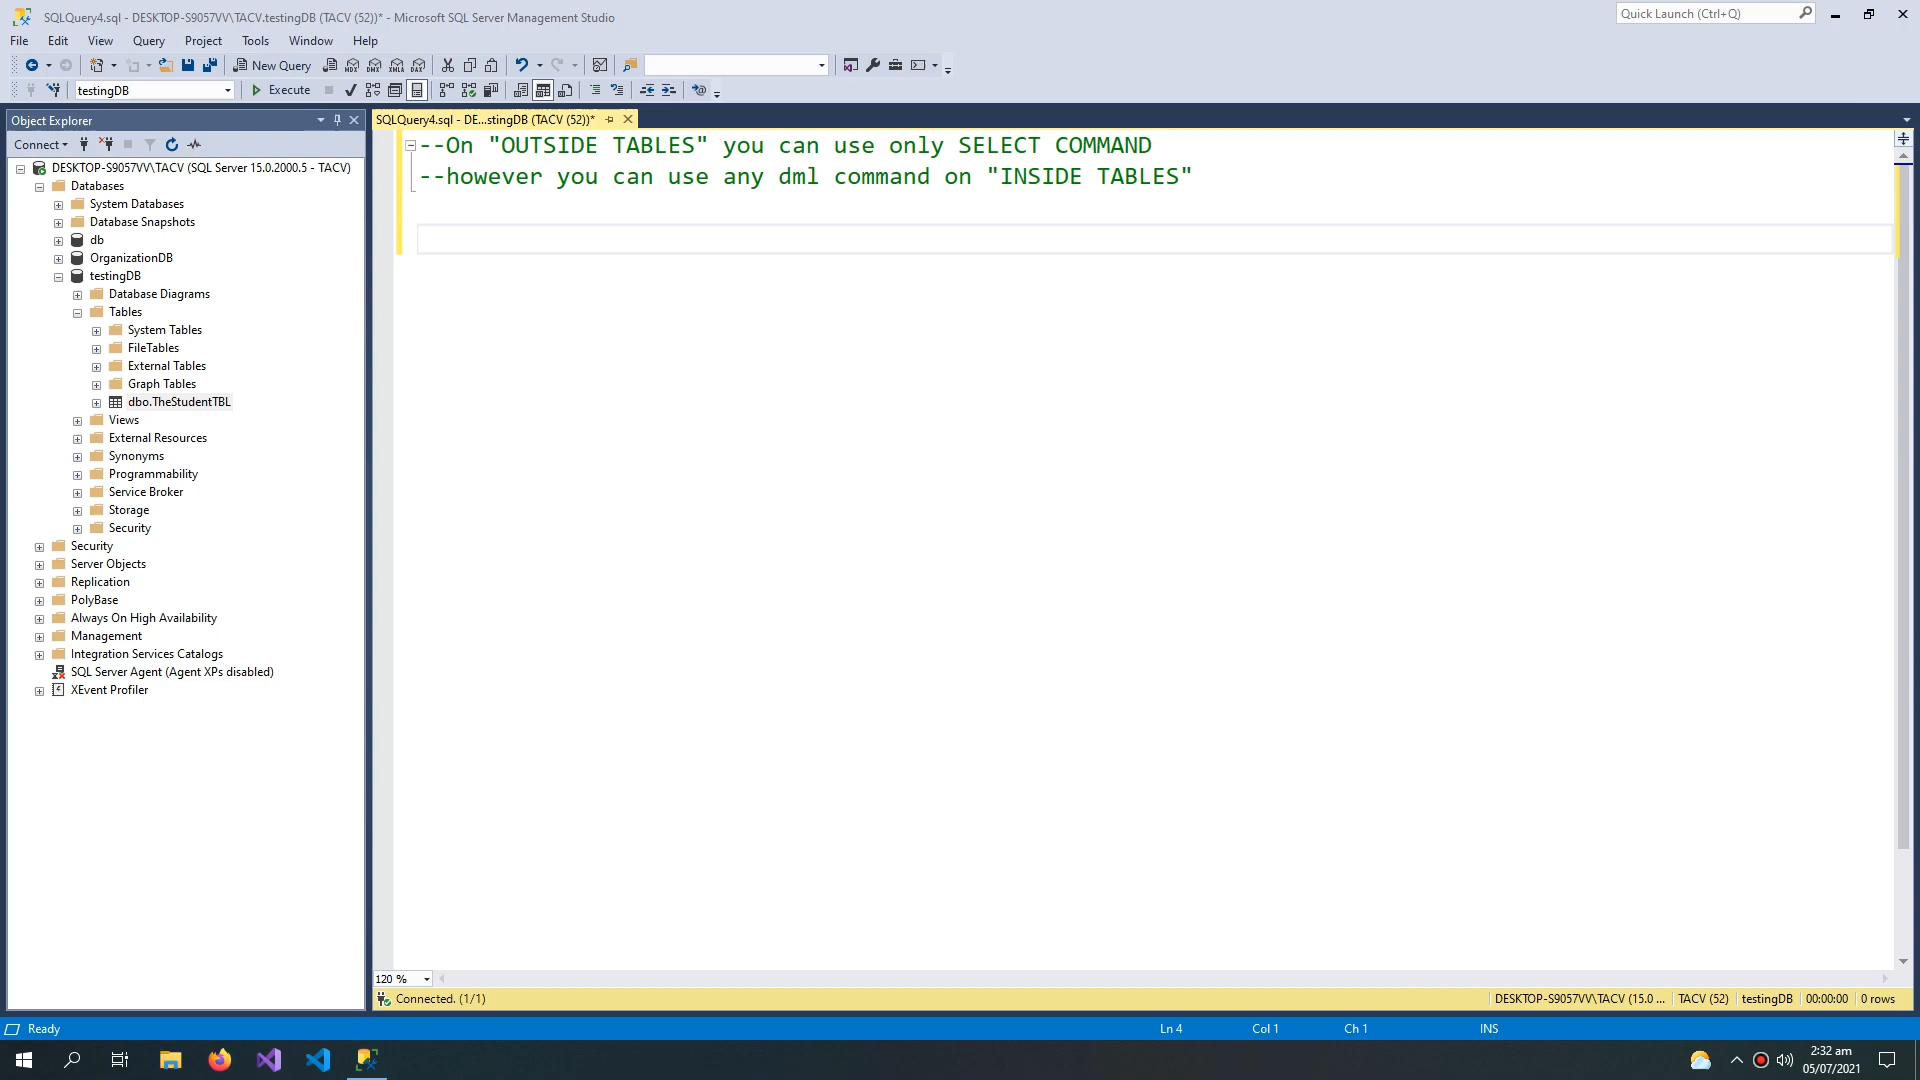 SQLQuery4.sql - DESKTOP-S9057VV\TACV.testingDB (TACV (52))* - Microsoft SQL Server Management Studio
Quick Launch (Ctrl+Q)
File Edit View Query Project Tools Window Help
New Query
MDX DMX XMLA DAX
testingDB
Execute
Object Explorer
SQLQuery4.sql - DE...stingDB (TACV (52))*
Connect
DESKTOP-S9057VV\TACV (SQL Server 15.0.2000.5 - TACV)
Databases
System Databases
Database Snapshots
db
OrganizationDB
testingDB
Database Diagrams
Tables
System Tables
FileTables
External Tables
Graph Tables
dbo.TheStudentTBL
Views
External Resources
Synonyms
Programmability
Service Broker
Storage
Security
Security
Server Objects
Replication
PolyBase
Always On High Availability
Management
Integration Services Catalogs
SQL Server Agent (Agent XPs disabled)
XEvent Profiler
--On "OUTSIDE TABLES" you can use only SELECT COMMAND
--however you can use any dml command on "INSIDE TABLES"
120 %
Connected. (1/1)
DESKTOP-S9057VV\TACV (15.0 ... TACV (52) testingDB 00:00:00 0 rows
Ready
Ln 4 Col 1 Ch 1 INS
2:32 am
05/07/2021